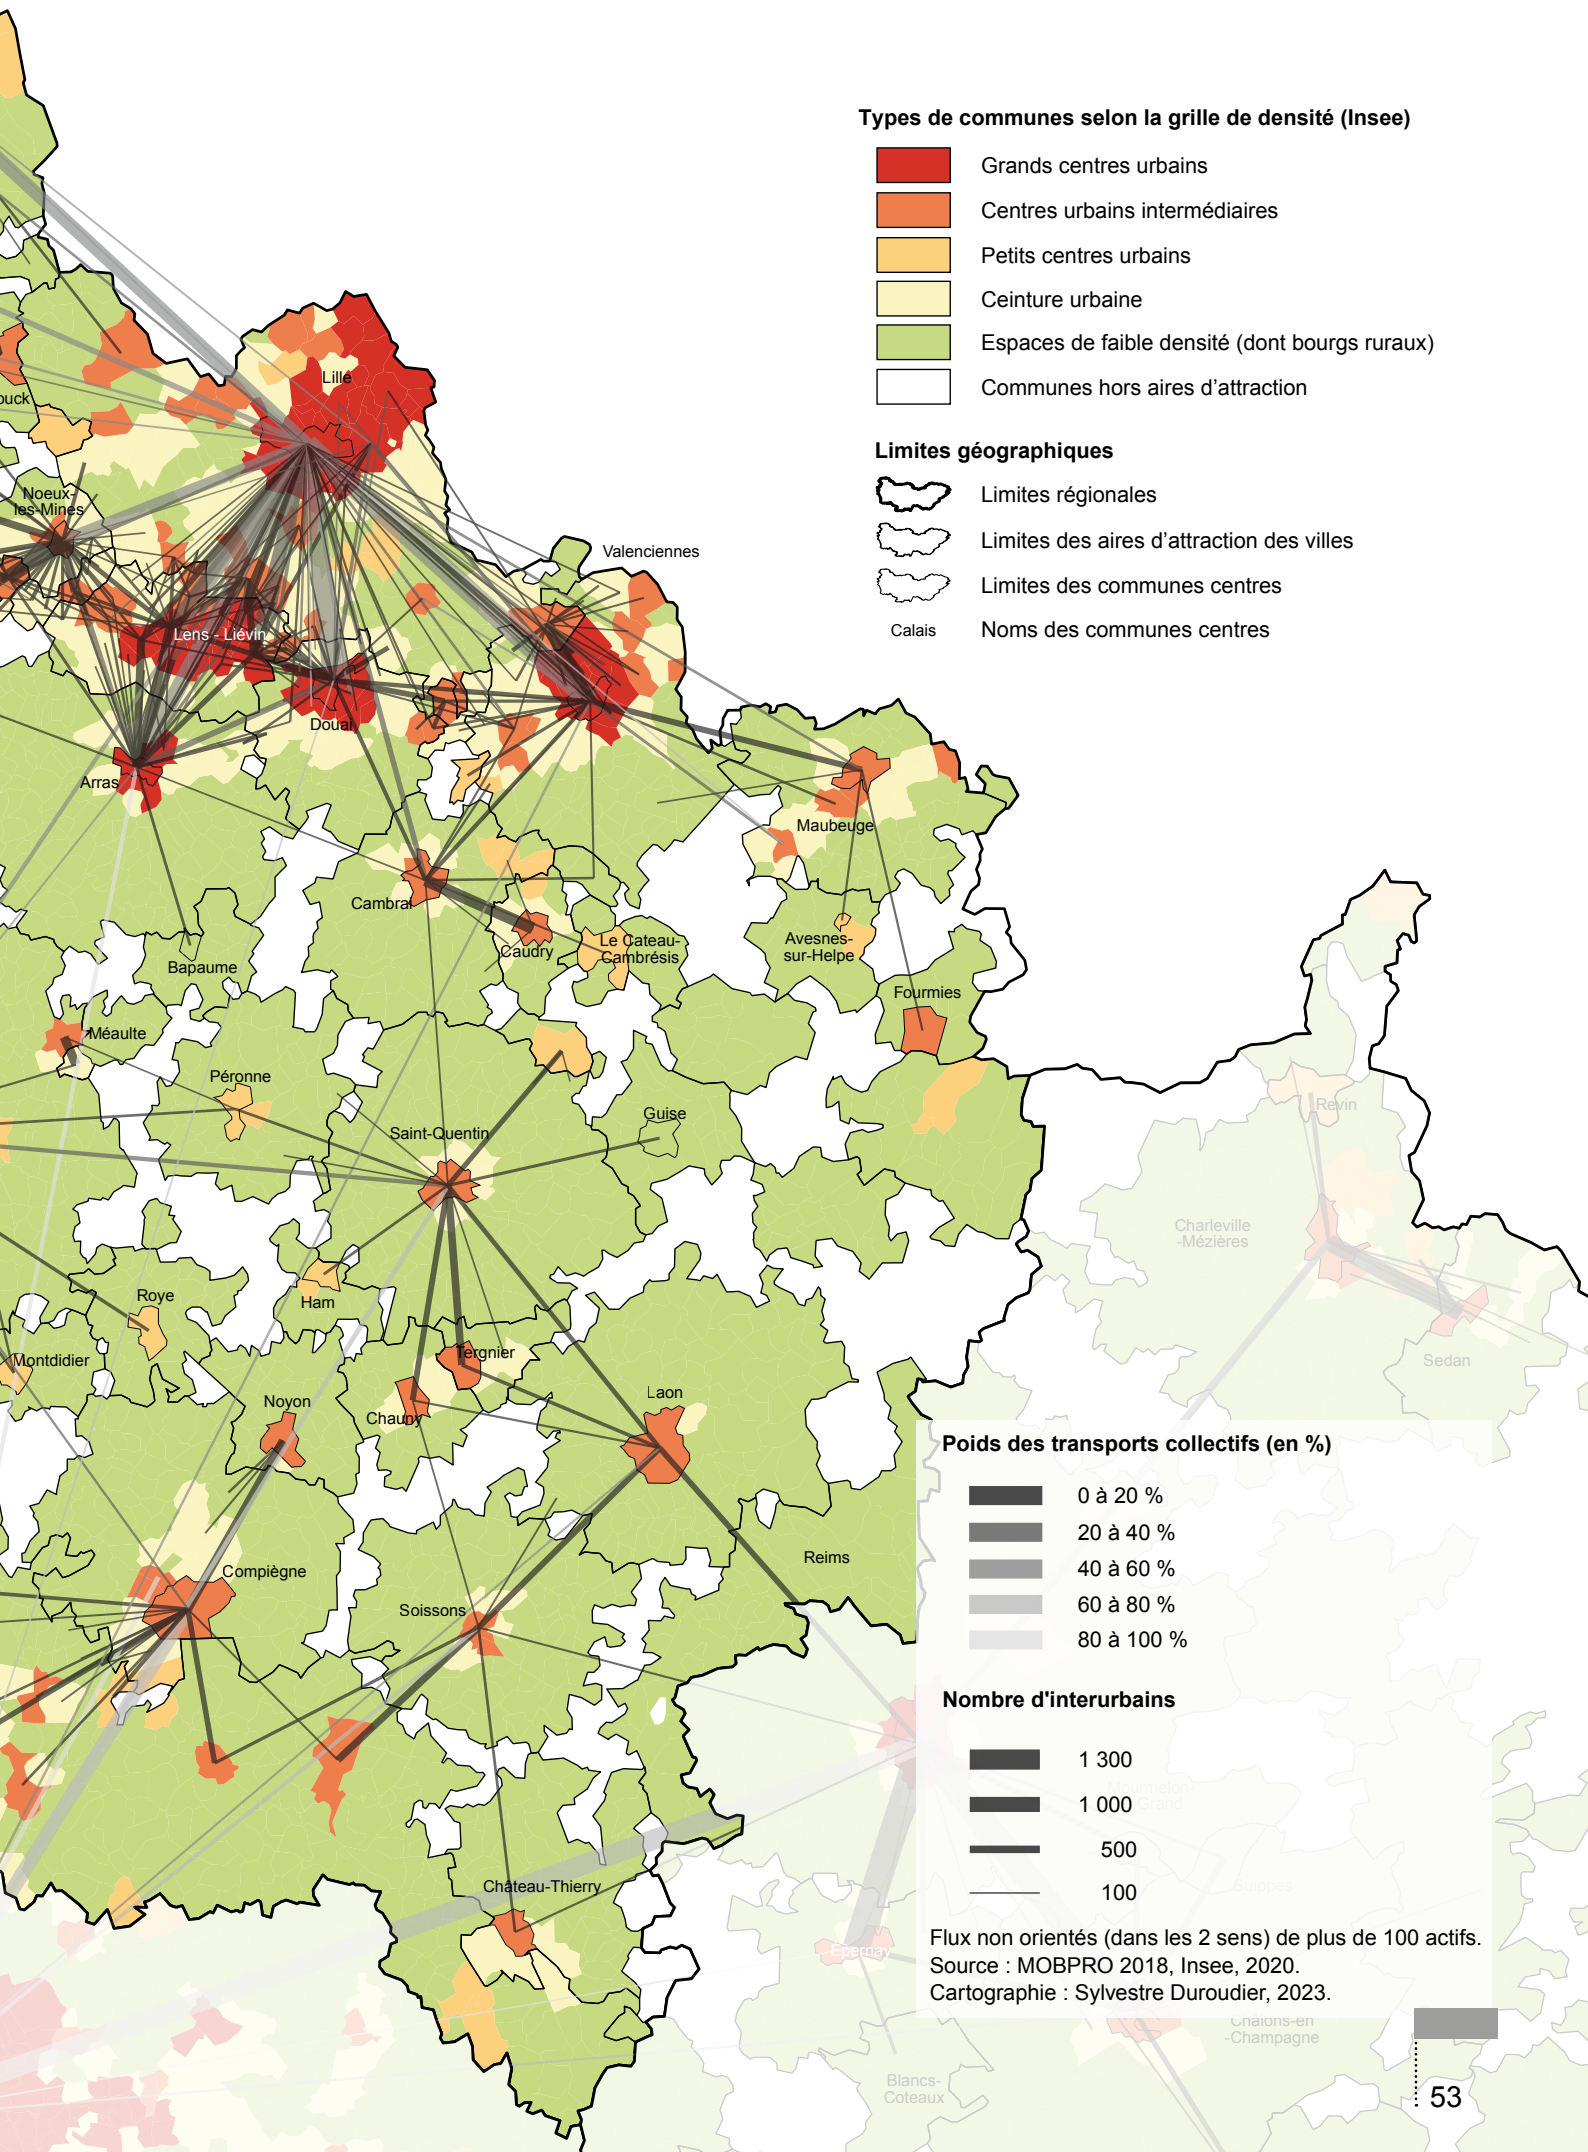 Types de communes selon la grille de densité (Insee)
Grands centres urbains
Centres urbains intermédiaires
Petits centres urbains
Ceinture urbaine
Espaces de faible densité (dont bourgs ruraux)
Communes hors aires d'attraction
Limites géographiques
Limites régionales
Limites des aires d'attraction des villes
Limites des communes centres
Calais
Noms des communes centres
Lille
ouck
Noeux-
les-Mines
Valenciennes
Lens - Liévin
Douai
Arras
Maubeuge
Cambrai
Caudry
Le Cateau-
Cambrésis
Avesnes-
sur-Helpe
Bapaume
Fournies
Méaulte
Péronne
Guise
Revin
Saint-Quentin
Charleville
-Mézières
Roye
Ham
Montdidier
Tergnier
Sedan
Noyon
Chauny
Laon
Compiègne
Reims
Soissons
Château-Thierry
Poids des transports collectifs (en %)
0 à 20 %
20 à 40 %
40 à 60 %
60 à 80 %
80 à 100 %
Nombre d'interurbains
1 300
1 000
500
100
Mourmelon-
Grand
Suippes
Epernay
Flux non orientés (dans les 2 sens) de plus de 100 actifs.
Source : MOBPRO 2018, Insee, 2020.
Cartographie : Sylvestre Duroudier, 2023.
Chalons-en
-Champagne
Blancs-
Coteaux
53